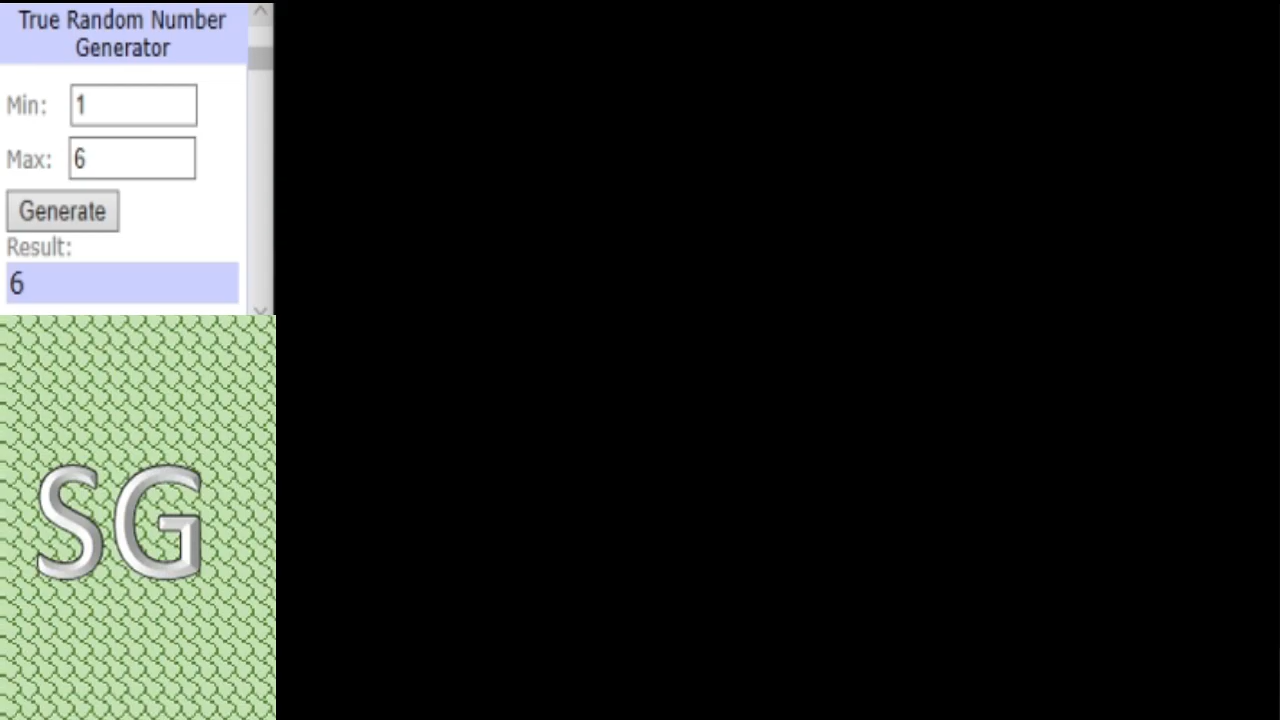 True Random Number
Generator
Min: 1
Max: 6
Generate
Result:
6
SG